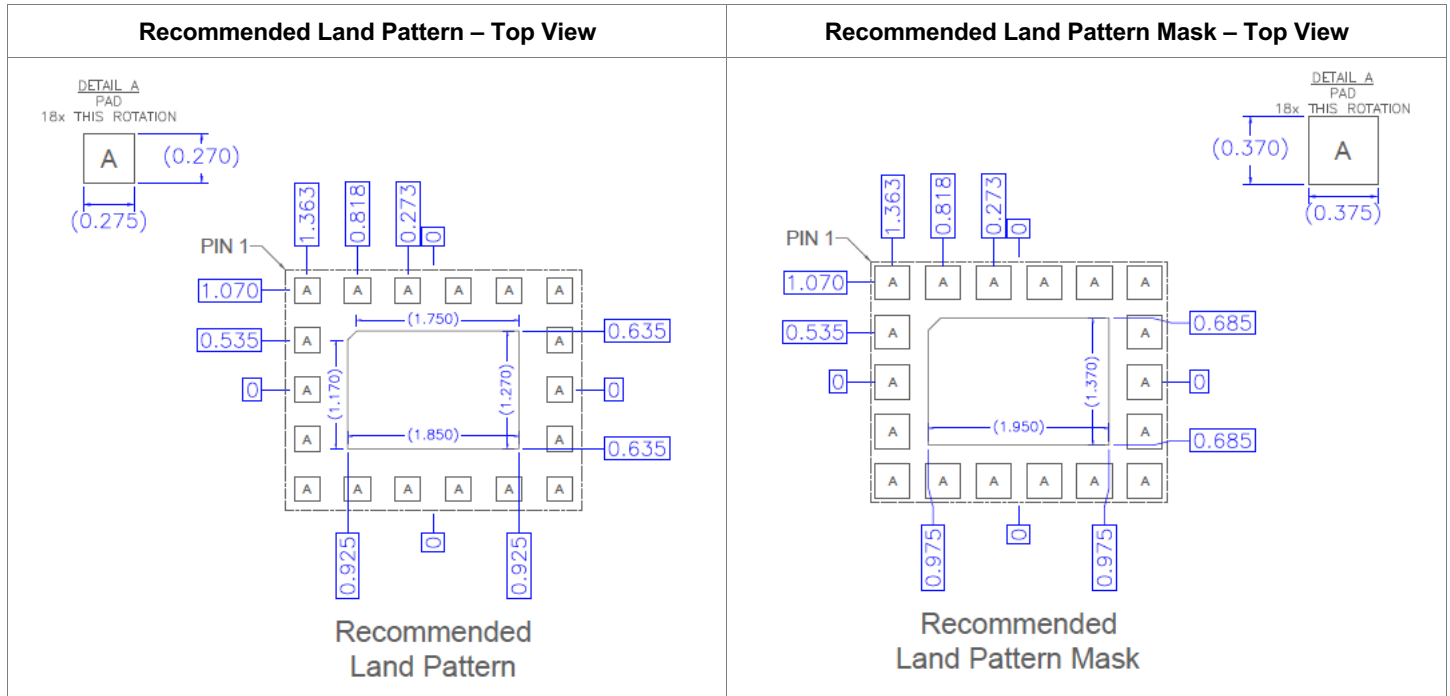 Recommended Land Pattern – Top View
DETAIL A
PAD
18x THIS ROTATION
A
(0.270)
(0.275)
1.363
0.818
0.273
0
PIN 1
1.070
A A A A A A
(1.750)
0.635
0.535
A A
(1.170)
(1.270)
0
A A
0
A A
(1.850)
0.635
A A A A A A
0.925
0
0.925
Recommended
Land Pattern
Recommended Land Pattern Mask – Top View
DETAIL A
PAD
18x THIS ROTATION
A
(0.370)
(0.375)
1.363
0.818
0.273
0
PIN 1
1.070
A A A A A A
0.685
0.535
A A
(1.370)
0
A A
0
A A
(1.950)
0.685
A A A A A A
0.975
0
0.975
Recommended
Land Pattern Mask